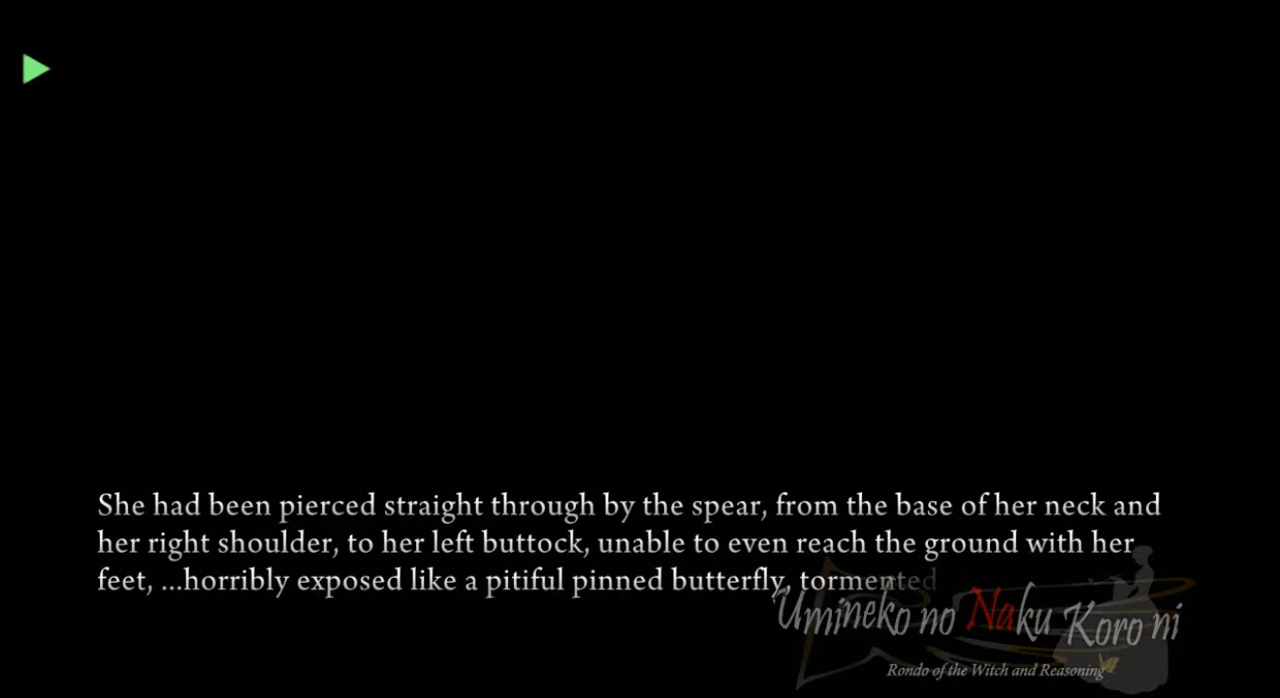 She had been pierced straight through by the spear, from the base of her neck and
her right shoulder, to her left buttock, unable to even reach the ground with her
feet, ...horribly exposed like a pitiful pinned butterfly, tormented
Umineko no Naku Koro ni
Rondo of the Witch and Reasoning